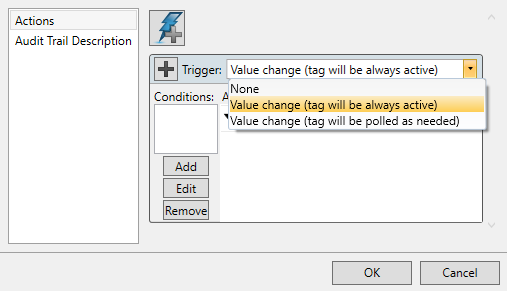 Actions
Audit Trail Description
Trigger: Value change (tag will be always active)
None
Conditions: A
Value change (tag will be always active)
Value change (tag will be polled as needed)
Add
Edit
Remove
OK
Cancel